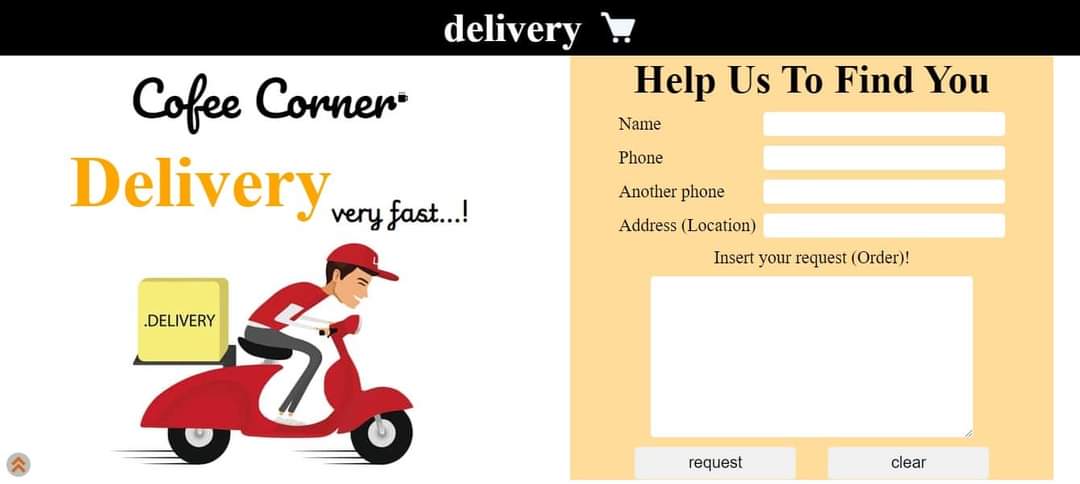 delivery
Cofee Corner
Delivery
very fast...!
.DELIVERY
Help Us To Find You
Name
Phone
Another phone
Address (Location)
Insert your request (Order)!
request
clear